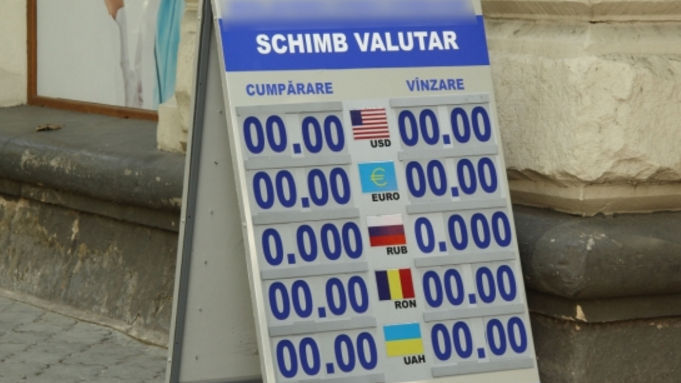 SCHIMB VALUTAR
CUMPĂRARE VÎNZARE
00.00 USD 00.00
00.00 EURO 00.00
0.000 RUB 0.000
00.00 RON 00.00
00.00 UAH 00.00